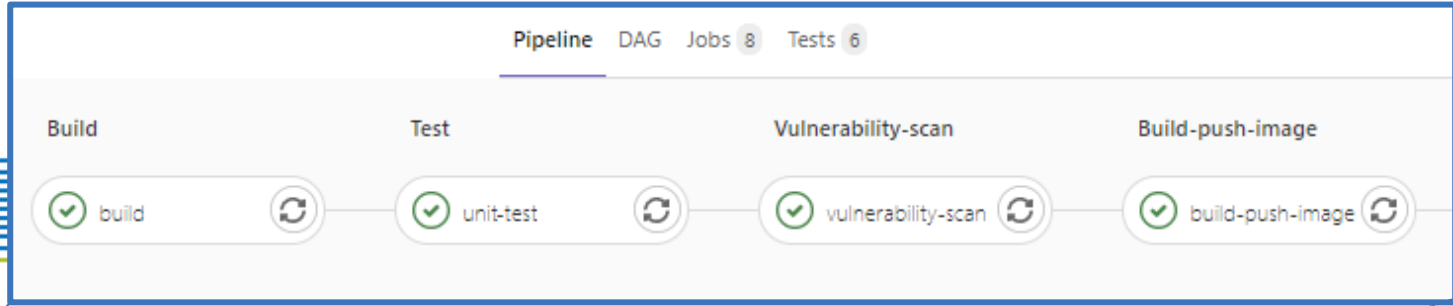 Pipeline DAG Jobs 8 Tests 6
Build Test Vulnerability-scan Build-push-image
build unit-test vulnerability-scan build-push-image